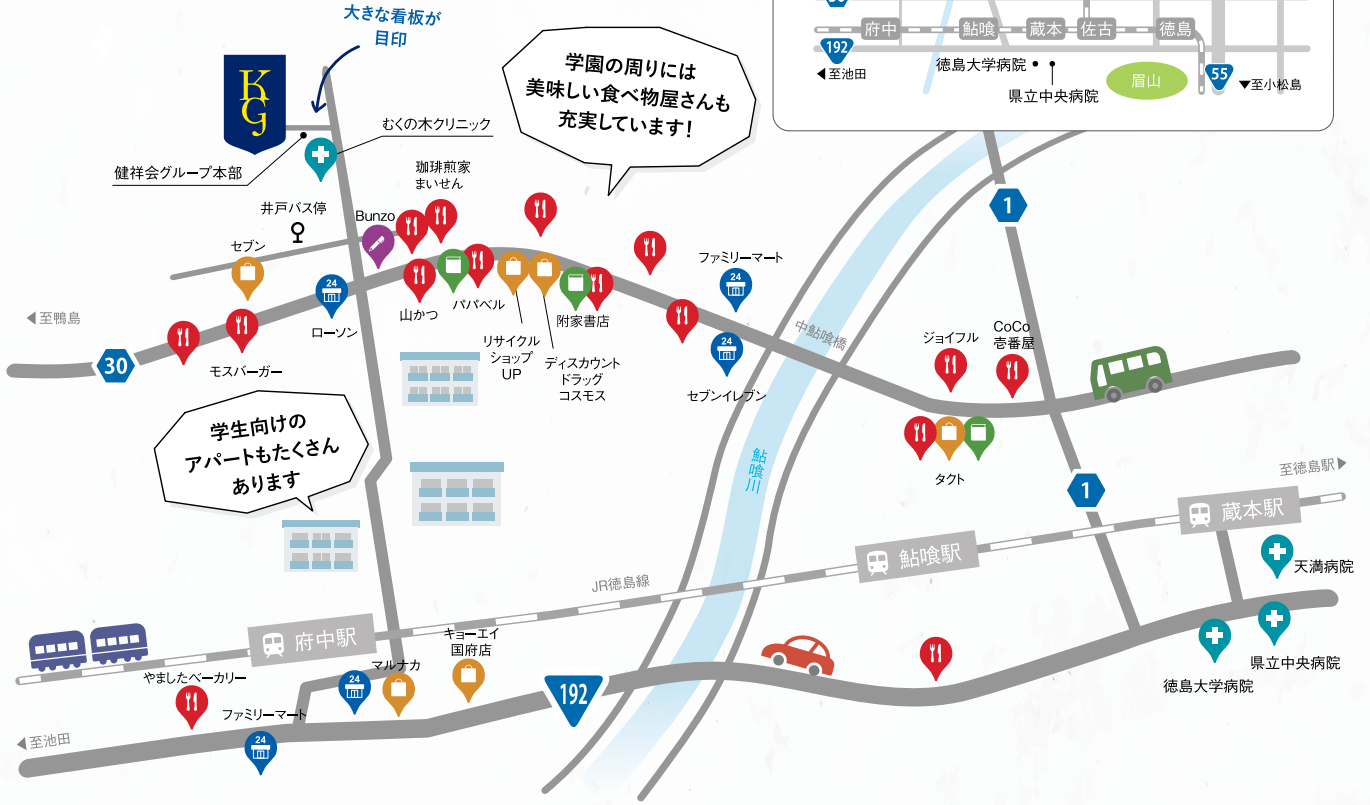 大きな看板が
目印
KG
学園の周りには
美味しい食べ物屋さんも
充実しています!
府中
鮎喰
蔵本
佐古
徳島
192
◀至池田
徳島大学病院
県立中央病院
眉山
55
▼至小松島
むくの木クリニック
健祥会グループ本部
珈琲煎家
まいせん
井戸バス停
Bunzo
セブン
ローソン
24
山かつ
パパベル
リサイクル
ショップ
UP
ディスカウント
ドラッグ
コスモス
附家書店
ファミリーマート
24
24
セブンイレブン
中鮎喰橋
1
ジョイフル
CoCo
壱番屋
タクト
◀至鴨島
30
モスバーガー
学生向けの
アパートもたくさん
あります
鮎喰川
1
至徳島駅▶
蔵本駅
鮎喰駅
天満病院
県立中央病院
徳島大学病院
JR徳島線
府中駅
キョーエイ
国府店
マルナカ
24
やましたベーカリー
ファミリーマート
24
192
◀至池田